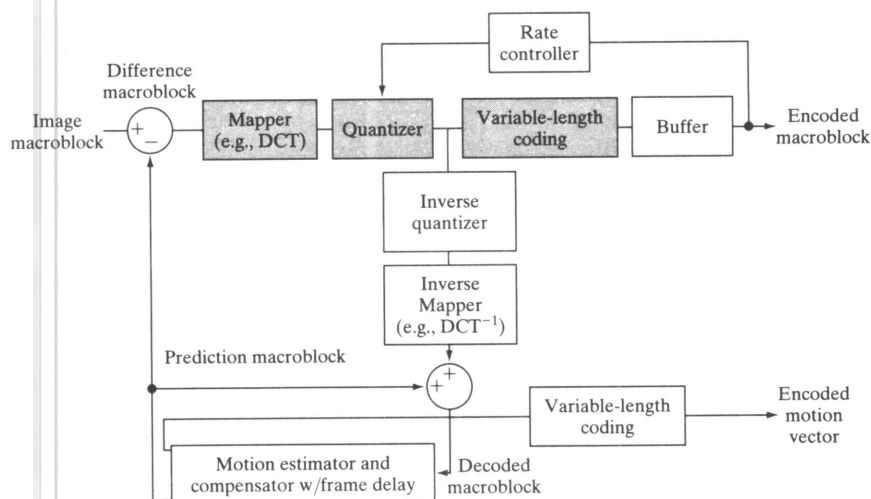 Rate
controller
Difference
macroblock
Image
macroblock
+
−
Mapper
(e.g., DCT)
Quantizer
Variable-length
coding
Buffer
Encoded
macroblock
Inverse
quantizer
Inverse
Mapper
(e.g., DCT⁻¹)
Prediction macroblock
+
+
Variable-length
coding
Encoded
motion
vector
Motion estimator and
compensator w/frame delay
Decoded
macroblock